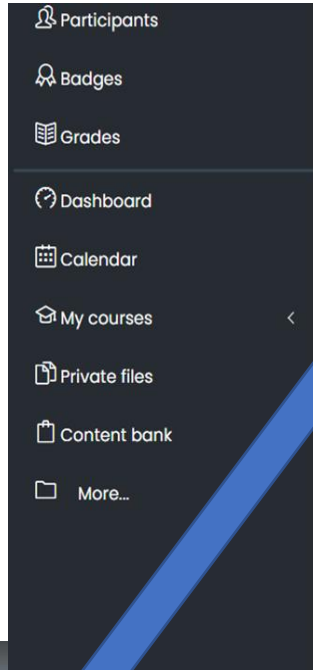 Participants
Badges
Grades
Dashboard
Calendar
My courses
Private files
Content bank
More...